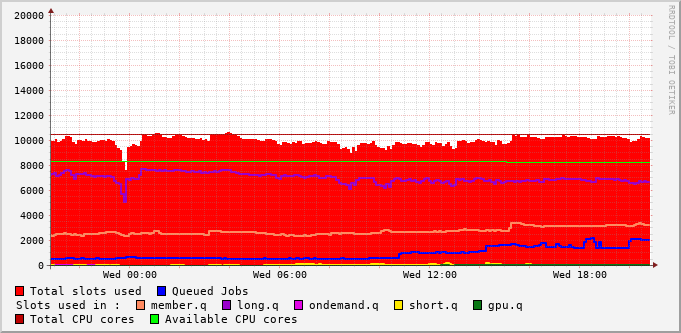 20000
18000
16000
14000
12000
10000
8000
6000
4000
2000
0
Wed 00:00 Wed 06:00 Wed 12:00 Wed 18:00
Total slots used Queued Jobs
Slots used in : member.q long.q ondemand.q short.q gpu.q
Total CPU cores Available CPU cores
RRDTOOL / TOBI OETIKER